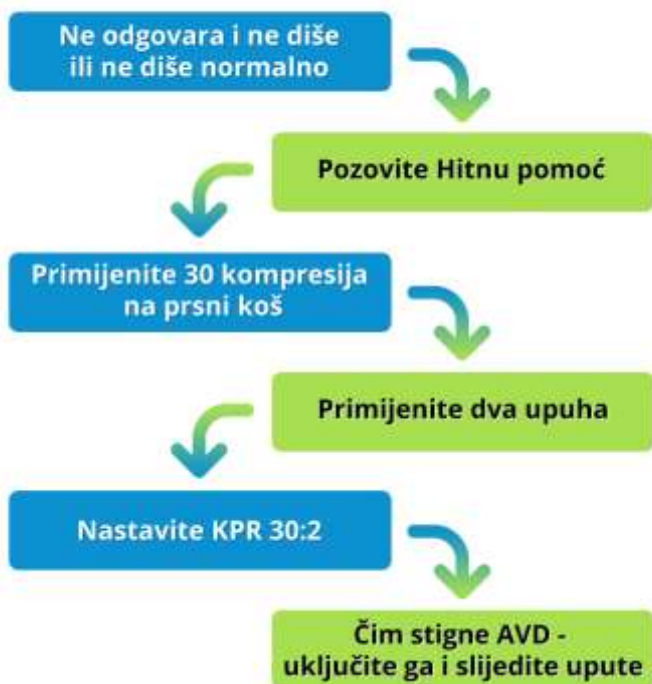 Ne odgovara i ne diše
ili ne diše normalno
Pozovite Hitnu pomoć
Primijenite 30 kompresija
na prsni koš
Primijenite dva upuha
Nastavite KPR 30:2
Čim stigne AVD -
uključite ga i slijedite upute